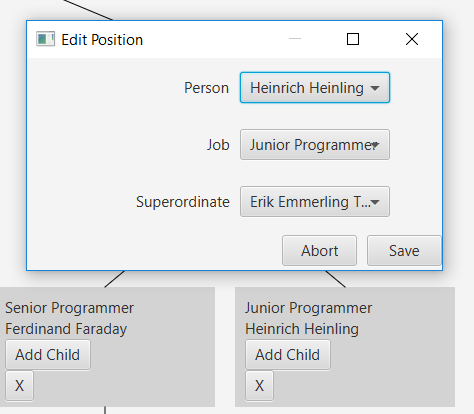 Edit Position
Person Heinrich Heinling
Job Junior Programmer
Superordinate Erik Emmerling T...
Abort Save
Senior Programmer
Ferdinand Faraday
Add Child
X
Junior Programmer
Heinrich Heinling
Add Child
X